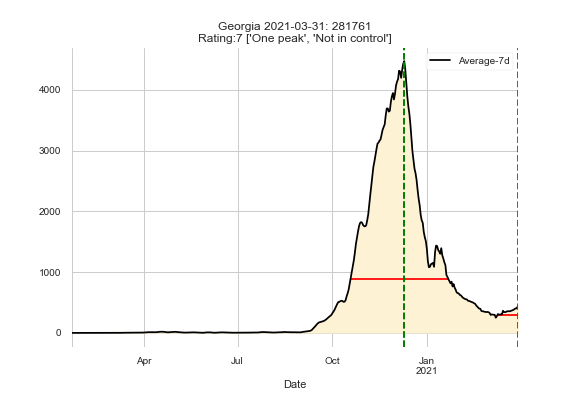 Georgia 2021-03-31: 281761
Rating:7 ['One peak', 'Not in control']
Average-7d
4000
3000
2000
1000
0
Apr
Jul
Oct
Jan
2021
Date